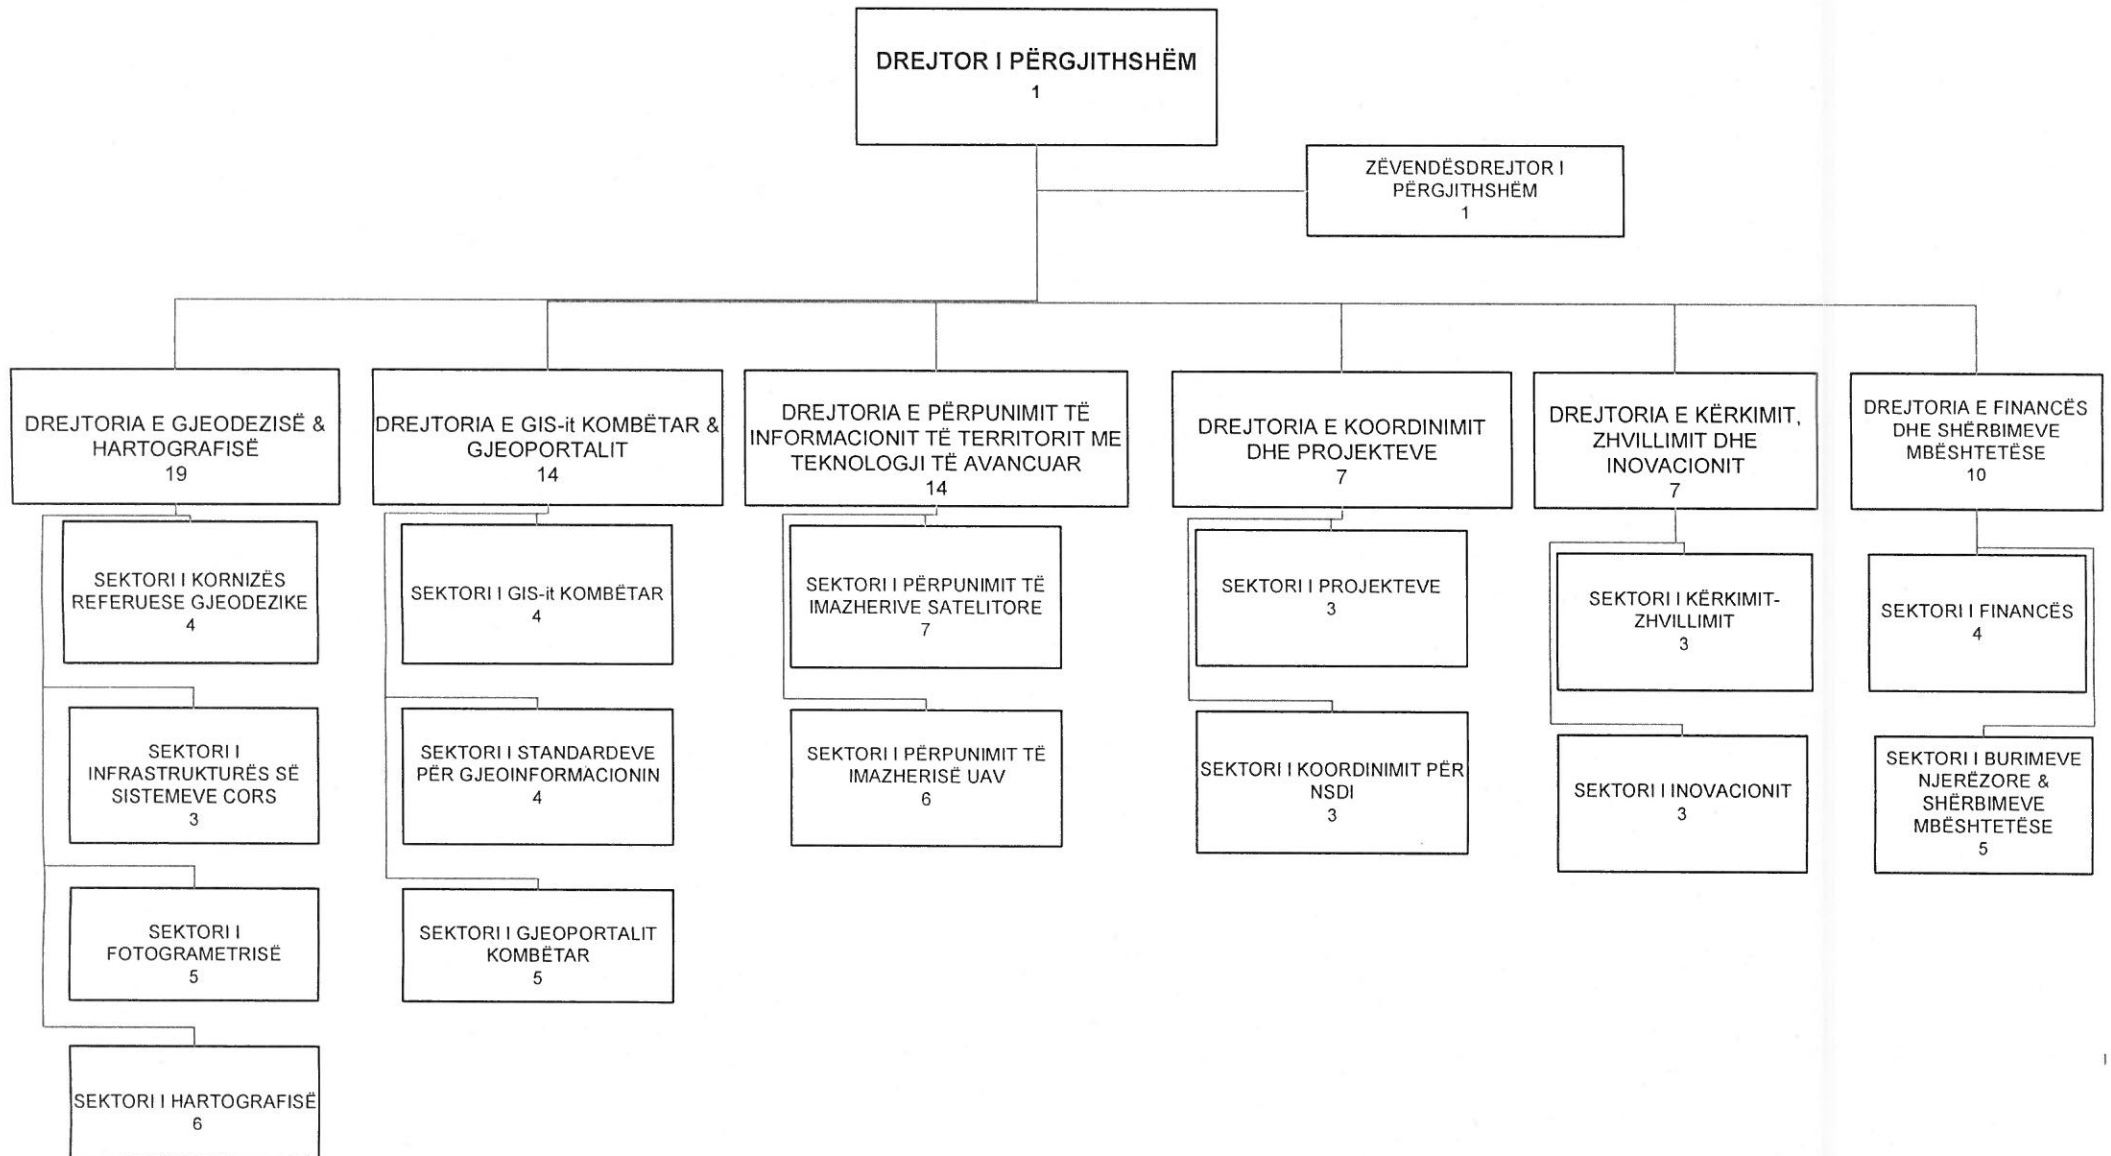 DREJTOR I PËRGJITHSHËM
1
ZËVENDËSDREJTOR I
PËRGJITHSHËM
1
DREJTORIA E GJEODEZISË &
HARTOGRAFISË
19
DREJTORIA E GIS-it KOMBËTAR &
GJEOPORTALIT
14
DREJTORIA E PËRPUNIMIT TË
INFORMACIONIT TË TERRITORIT ME
TEKNOLOGJI TË AVANCUAR
14
DREJTORIA E KOORDINIMIT
DHE PROJEKTEVE
7
DREJTORIA E KËRKIMIT,
ZHVILLIMIT DHE
INOVACIONIT
7
DREJTORIA E FINANCËS
DHE SHËRBIMEVE
MBËSHTETËSE
10
SEKTORI I KORNIZËS
REFERUESE GJEODEZIKE
4
SEKTORI I GIS-it KOMBËTAR
4
SEKTORI I PËRPUNIMIT TË
IMAZHERIVE SATELITORE
7
SEKTORI I PROJEKTEVE
3
SEKTORI I KËRKIMIT-
ZHVILLIMIT
3
SEKTORI I FINANCËS
4
SEKTORI I
INFRASTRUKTURËS SË
SISTEMEVE CORS
3
SEKTORI I STANDARDEVE
PËR GJEOINFORMACIONIN
4
SEKTORI I PËRPUNIMIT TË
IMAZHERISË UAV
6
SEKTORI I KOORDINIMIT PËR
NSDI
3
SEKTORI I INOVACIONIT
3
SEKTORI I BURIMEVE
NJERËZORE &
SHËRBIMEVE
MBËSHTETËSE
5
SEKTORI I
FOTOGRAMETRISË
5
SEKTORI I GJEOPORTALIT
KOMBËTAR
5
SEKTORI I HARTOGRAFISË
6